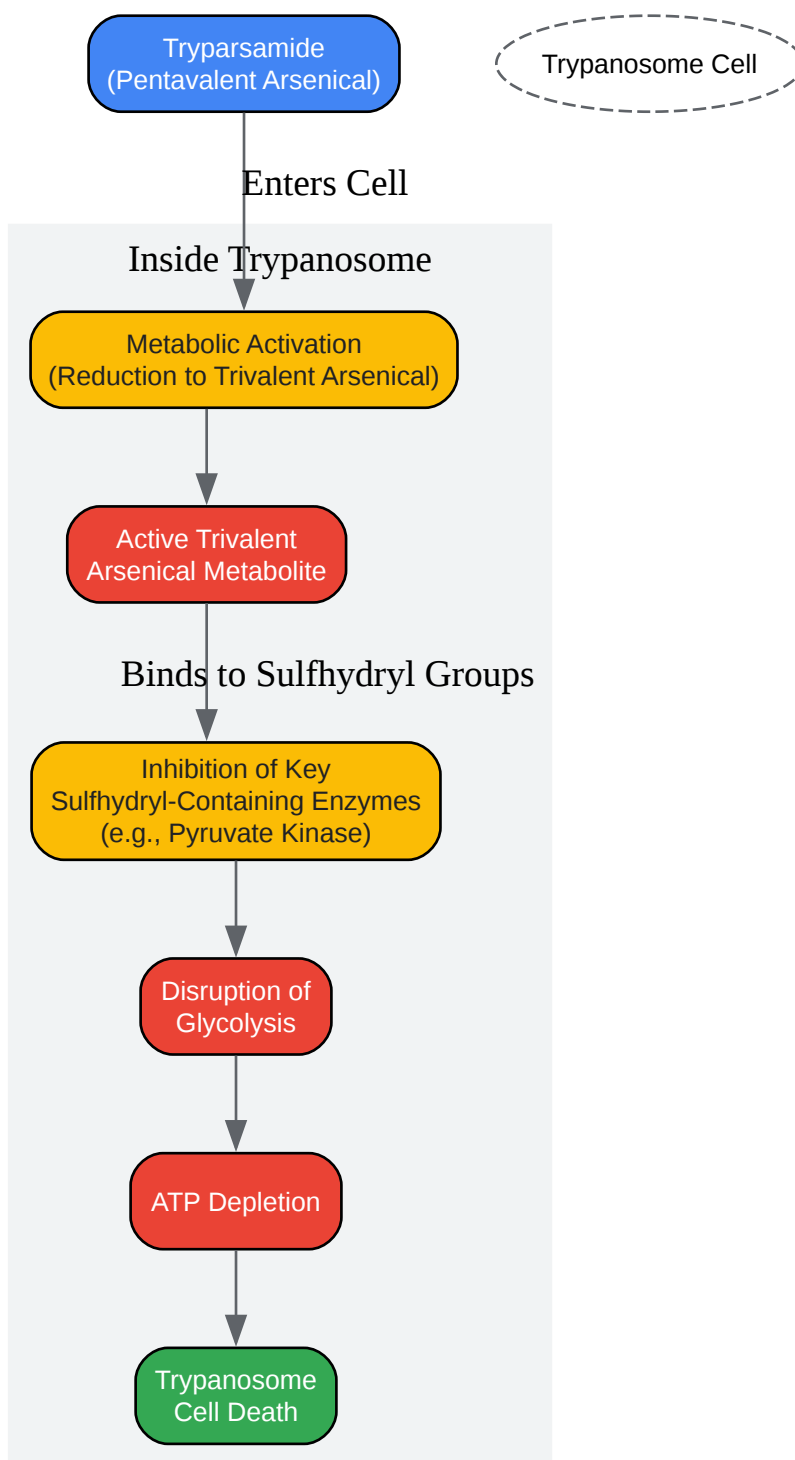 Tryparsamide
(Pentavalent Arsenical)
Trypanosome Cell
Enters Cell
Inside Trypanosome
Metabolic Activation
(Reduction to Trivalent Arsenical)
Active Trivalent
Arsenical Metabolite
Binds to Sulfhydryl Groups
Inhibition of Key
Sulfhydryl-Containing Enzymes
(e.g., Pyruvate Kinase)
Disruption of
Glycolysis
ATP Depletion
Trypanosome
Cell Death